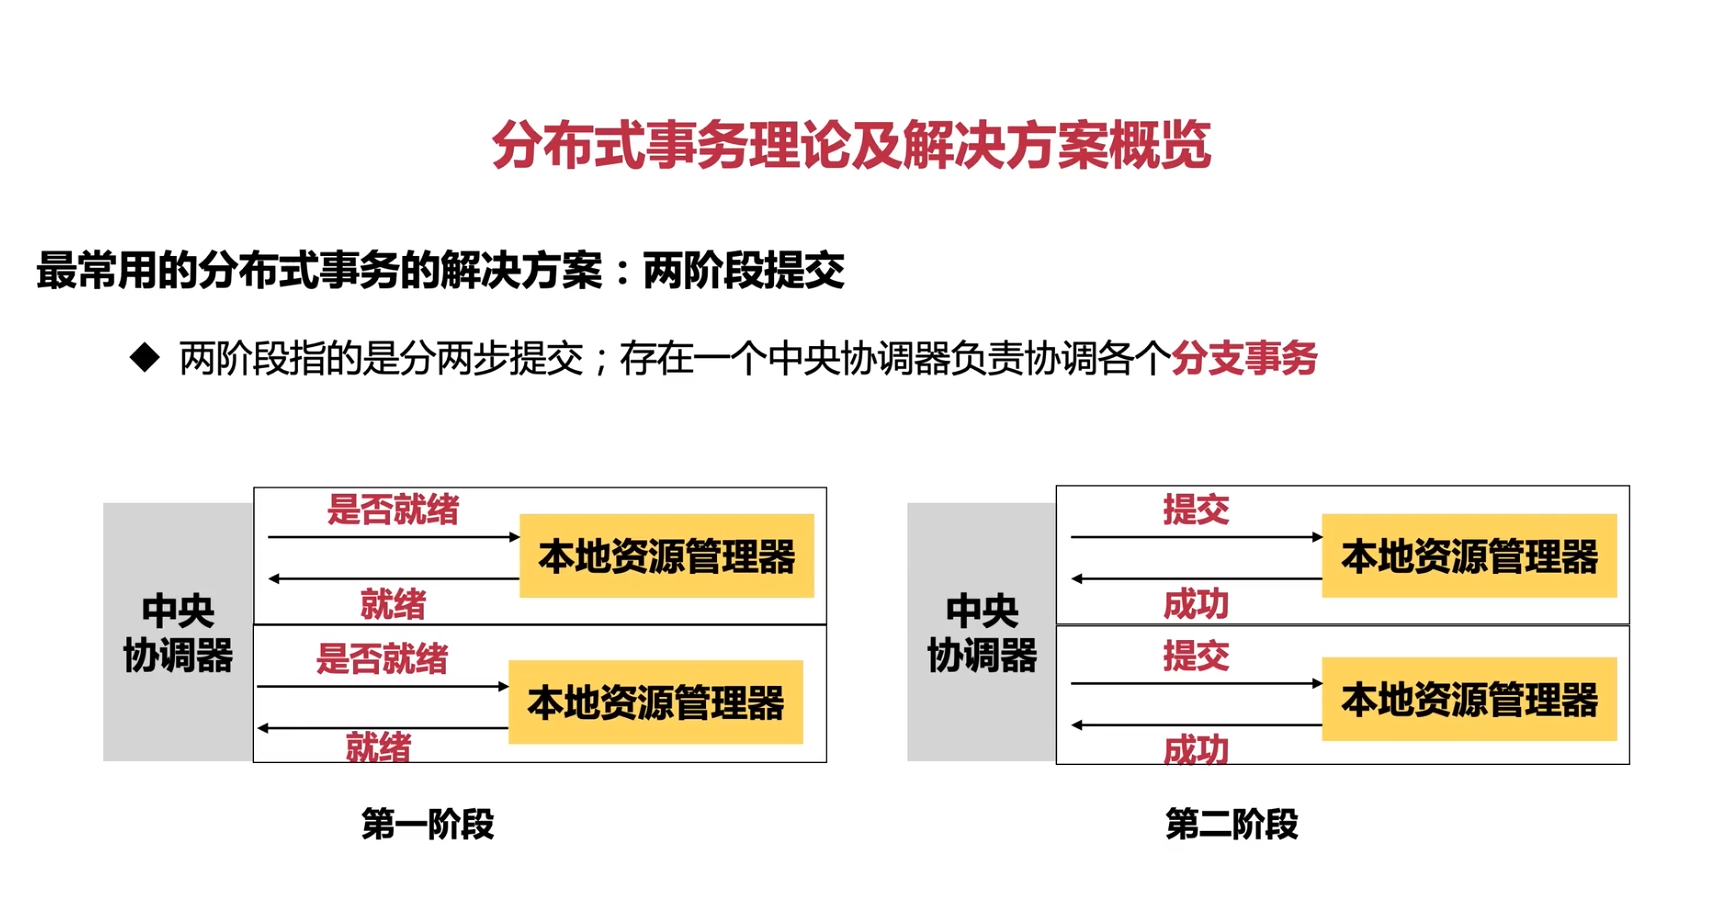 分布式事务理论及解决方案概览
最常用的分布式事务的解决方案：两阶段提交
◆ 两阶段指的是分两步提交；存在一个中央协调器负责协调各个分支事务
中央
协调器
是否就绪
本地资源管理器
就绪
是否就绪
本地资源管理器
就绪
第一阶段
中央
协调器
提交
本地资源管理器
成功
提交
本地资源管理器
成功
第二阶段